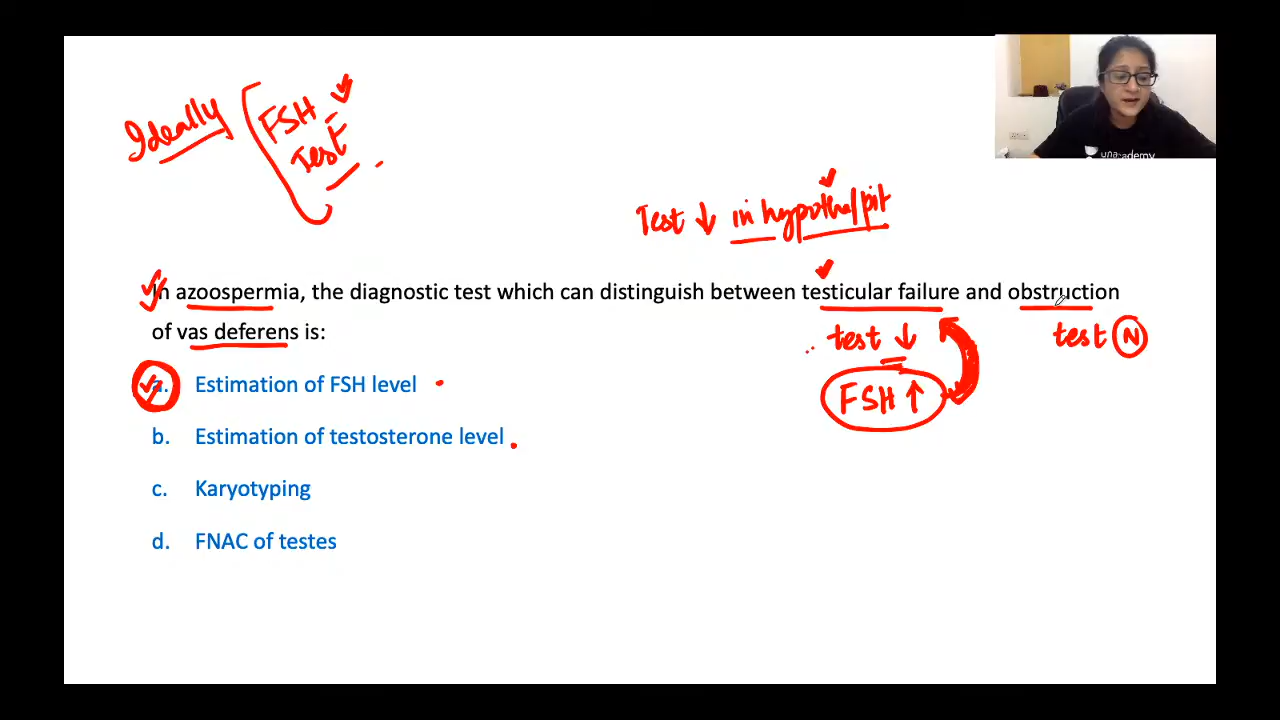 Ideally
FSH
Test
Test ↓ in hypotha/pit
In azoospermia, the diagnostic test which can distinguish between testicular failure and obstruction
of vas deferens is:
test ↓
test N
FSH ↑
a. Estimation of FSH level
b. Estimation of testosterone level
c. Karyotyping
d. FNAC of testes
unacademy